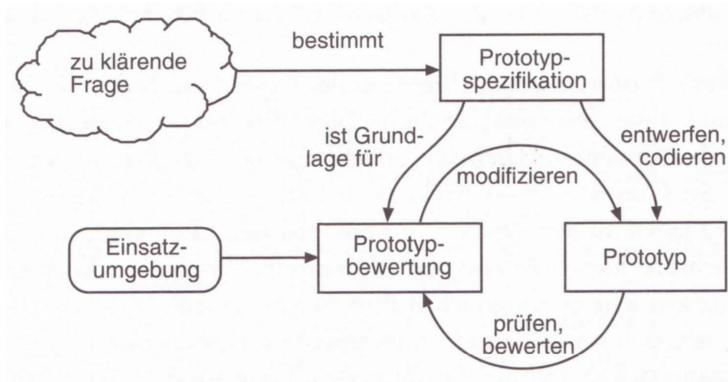 bestimmt
zu klärende
Frage
Prototyp-
spezifikation
ist Grund-
lage für
entwerfen,
codieren
modifizieren
Einsatz-
umgebung
Prototyp-
bewertung
Prototyp
prüfen,
bewerten